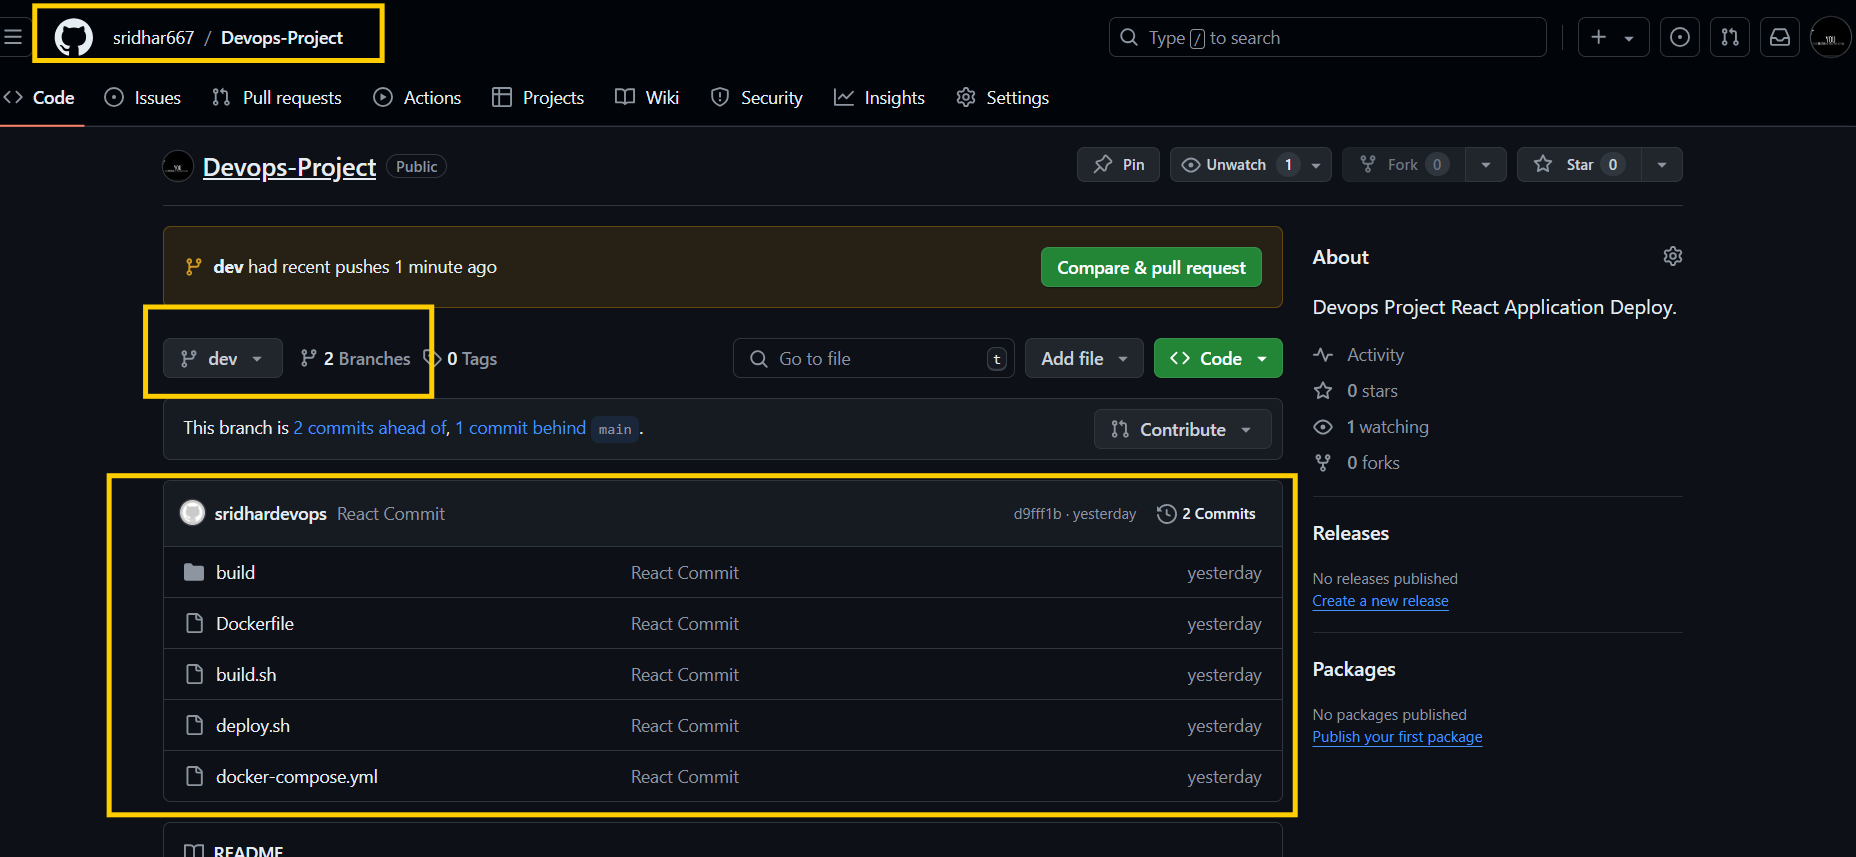 sridhar667 / Devops-Project
Type / to search
Code Issues Pull requests Actions Projects Wiki Security Insights Settings
Devops-Project Public
Pin Unwatch 1 Fork 0 Star 0
dev had recent pushes 1 minute ago
Compare & pull request
dev 2 Branches 0 Tags
Go to file t
Add file
Code
This branch is 2 commits ahead of, 1 commit behind main.
Contribute
sridhardevops React Commit d9fff1b · yesterday 2 Commits
build React Commit yesterday
Dockerfile React Commit yesterday
build.sh React Commit yesterday
deploy.sh React Commit yesterday
docker-compose.yml React Commit yesterday
README
About
Devops Project React Application Deploy.
Activity
0 stars
1 watching
0 forks
Releases
No releases published
Create a new release
Packages
No packages published
Publish your first package